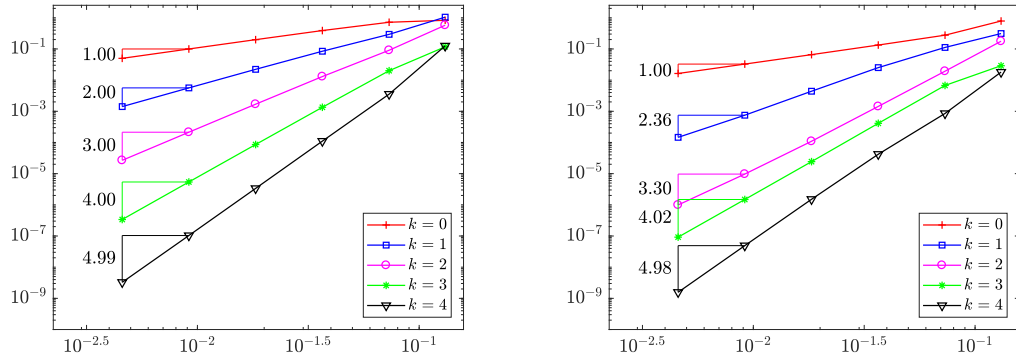 10^{-1}
10^{-3}
10^{-5}
10^{-7}
10^{-9}
1.00
2.00
3.00
4.00
4.99
k = 0
k = 1
k = 2
k = 3
k = 4
10^{-2.5}
10^{-2}
10^{-1.5}
10^{-1}
10^{-1}
10^{-3}
10^{-5}
10^{-7}
10^{-9}
1.00
2.36
3.30
4.02
4.98
k = 0
k = 1
k = 2
k = 3
k = 4
10^{-2.5}
10^{-2}
10^{-1.5}
10^{-1}